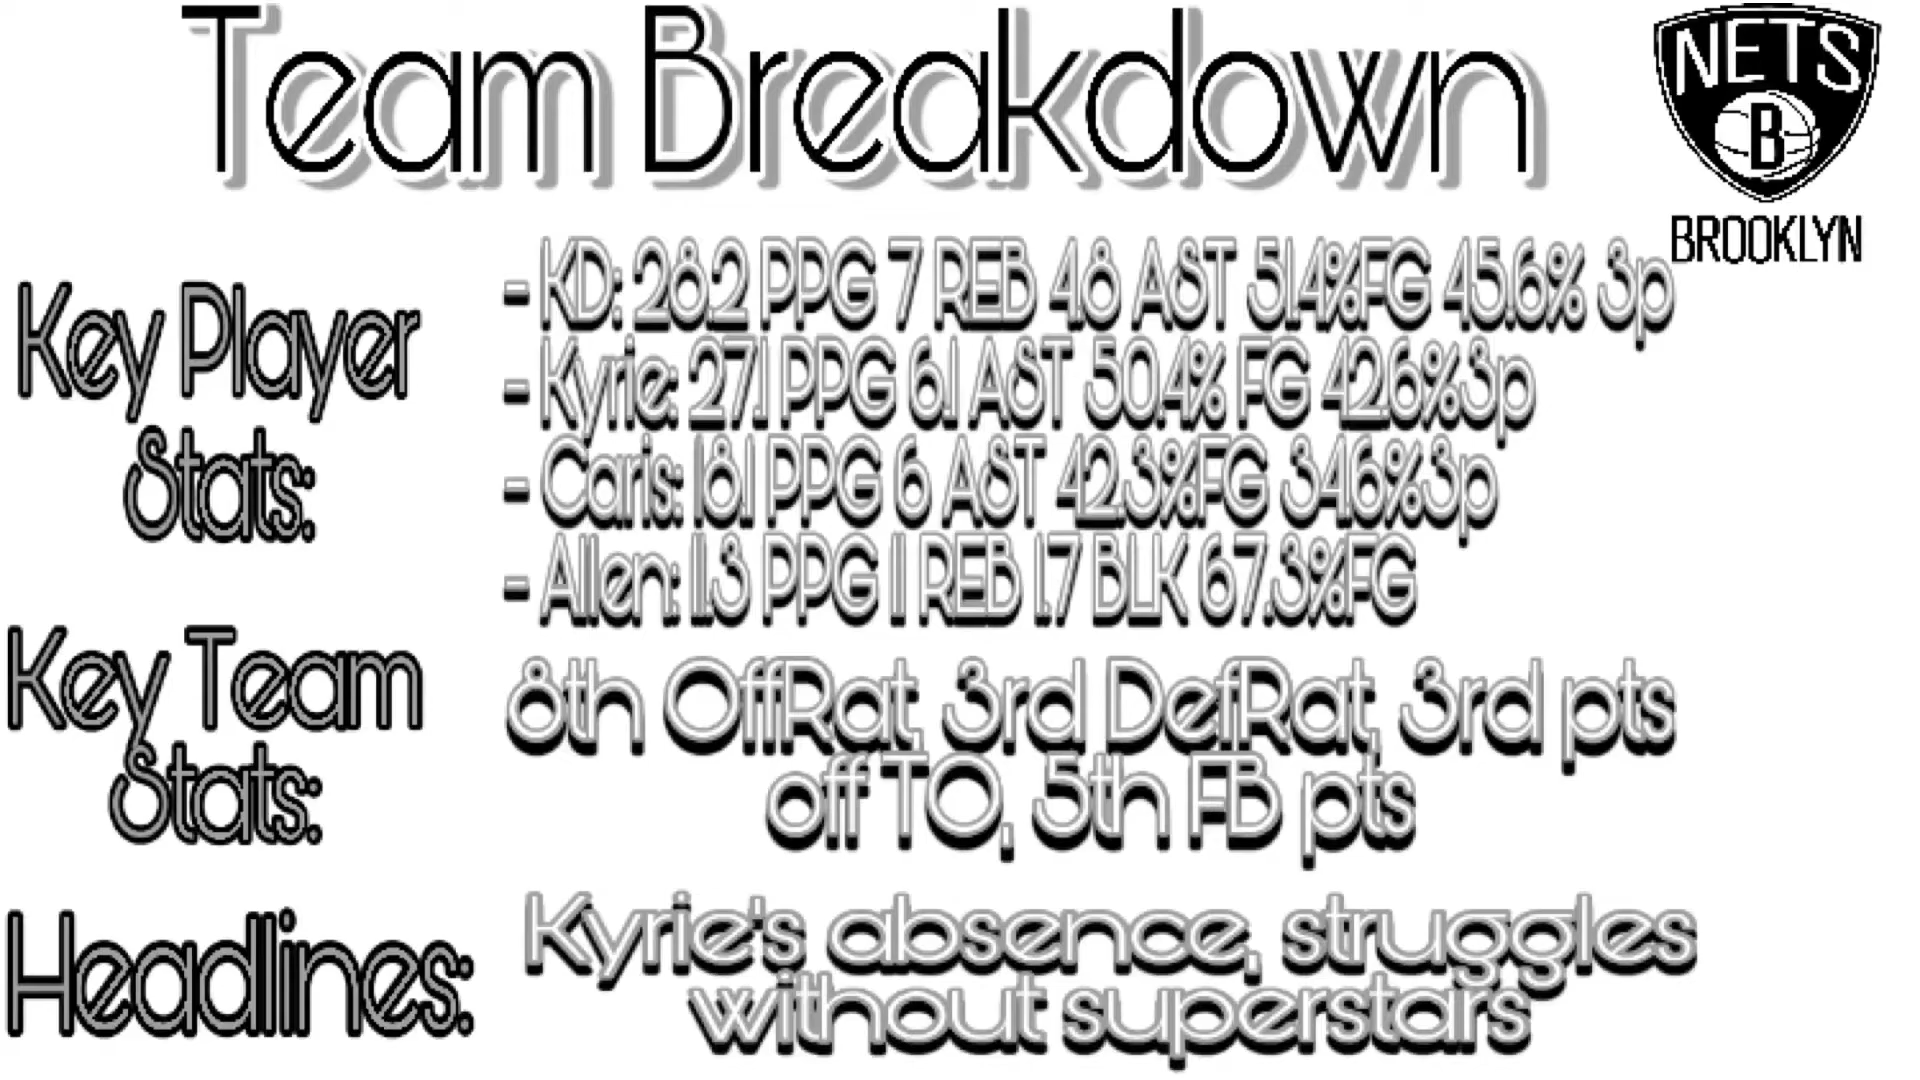 Team Breakdown
NETS
B
BROOKLYN
Key Player
Stats:
- KD: 28.2 PPG 7 REB 4.8 AST 51.4%FG 45.6% 3p
- Kyrie: 27.1 PPG 6.1 AST 50.4% FG 42.6%3p
- Caris: 18.1 PPG 6 AST 42.3%FG 34.6%3p
- Allen: 11.3 PPG 11 REB 1.7 BLK 67.3%FG
Key Team
Stats:
8th OffRat, 3rd DefRat, 3rd pts
off TO, 5th FB pts
Headlines:
Kyrie's absence, struggles
without superstairs